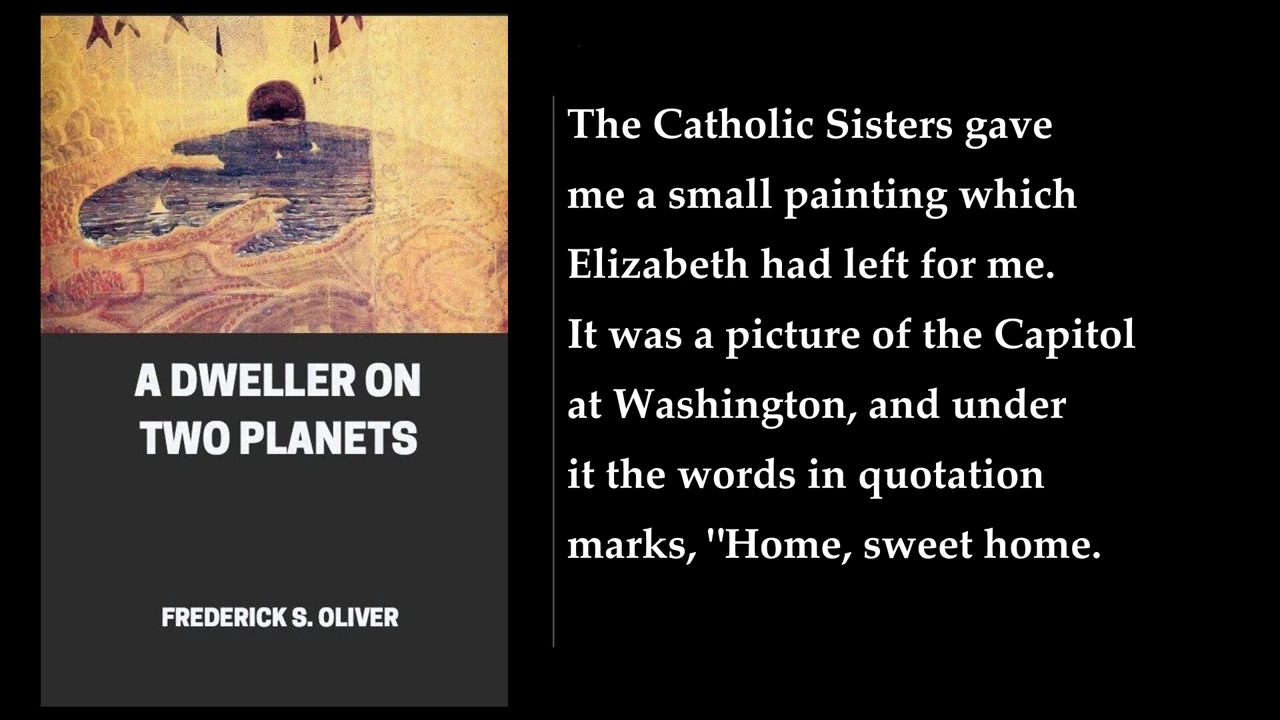 A DWELLER ON
TWO PLANETS
FREDERICK S. OLIVER
The Catholic Sisters gave
me a small painting which
Elizabeth had left for me.
It was a picture of the Capitol
at Washington, and under
it the words in quotation
marks, "Home, sweet home.